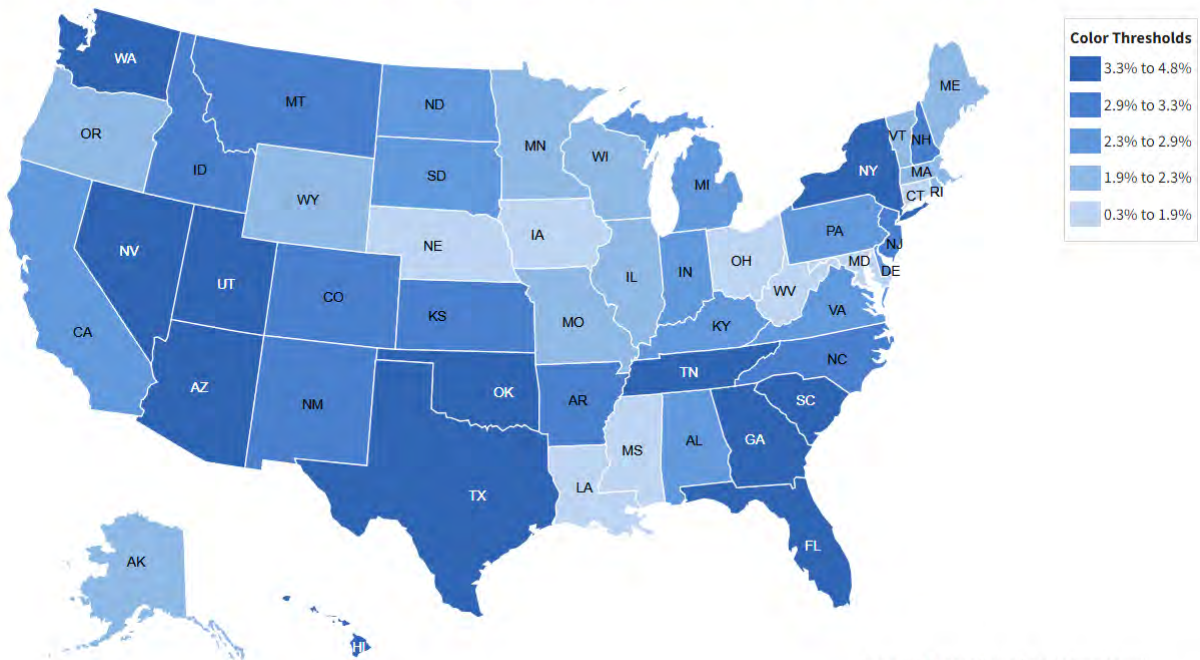 Color Thresholds
3.3% to 4.8%
2.9% to 3.3%
2.3% to 2.9%
1.9% to 2.3%
0.3% to 1.9%
WA
MT
ND
MN
ME
OR
ID
SD
WI
MI
VT
NH
NY
MA
WY
CT
RI
NV
UT
NE
IA
PA
NJ
IL
IN
OH
MD
DE
CO
WV
CA
KS
MO
KY
VA
AZ
NM
OK
AR
TN
NC
SC
TX
LA
MS
AL
GA
FL
AK
HI